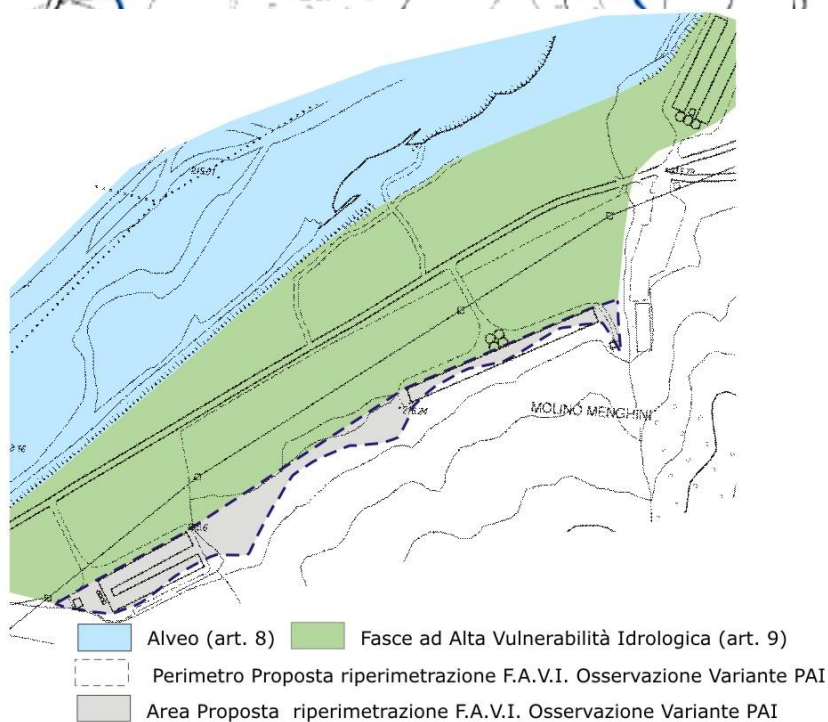 MOLINO MENGHINI
Alveo (art. 8) Fasce ad Alta Vulnerabilità Idrologica (art. 9)
Perimetro Proposta riperimetrazione F.A.V.I. Osservazione Variante PAI
Area Proposta riperimetrazione F.A.V.I. Osservazione Variante PAI